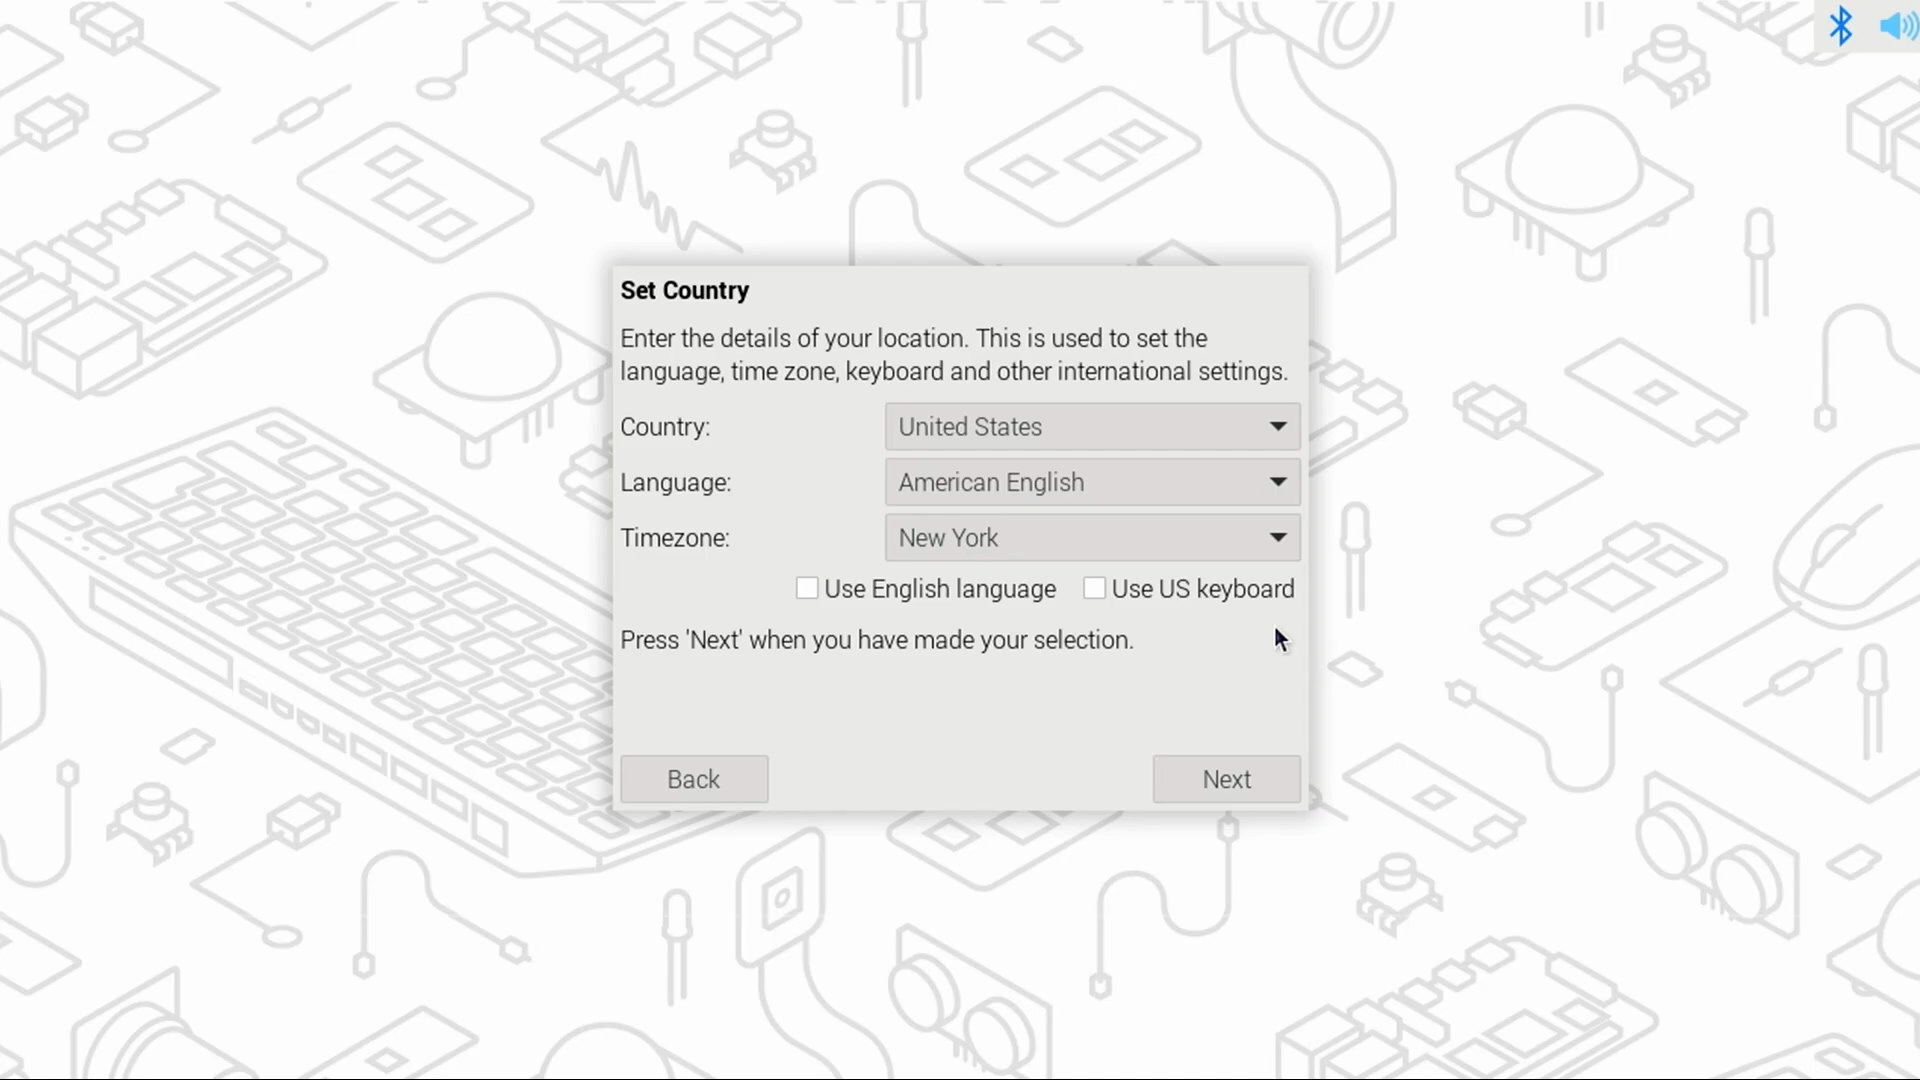 Set Country
Enter the details of your location. This is used to set the
language, time zone, keyboard and other international settings.
Country: United States
Language: American English
Timezone: New York
Use English language Use US keyboard
Press 'Next' when you have made your selection.
Back Next